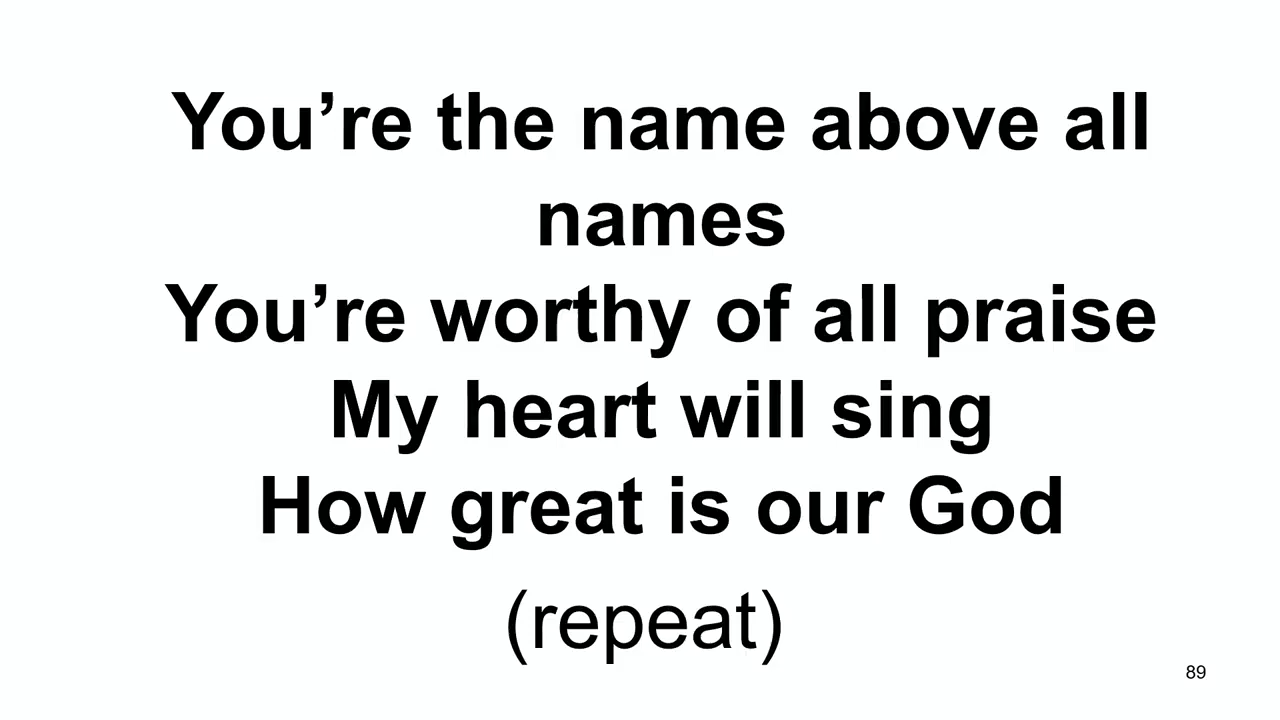 You’re the name above all
names
You’re worthy of all praise
My heart will sing
How great is our God
(repeat)
89